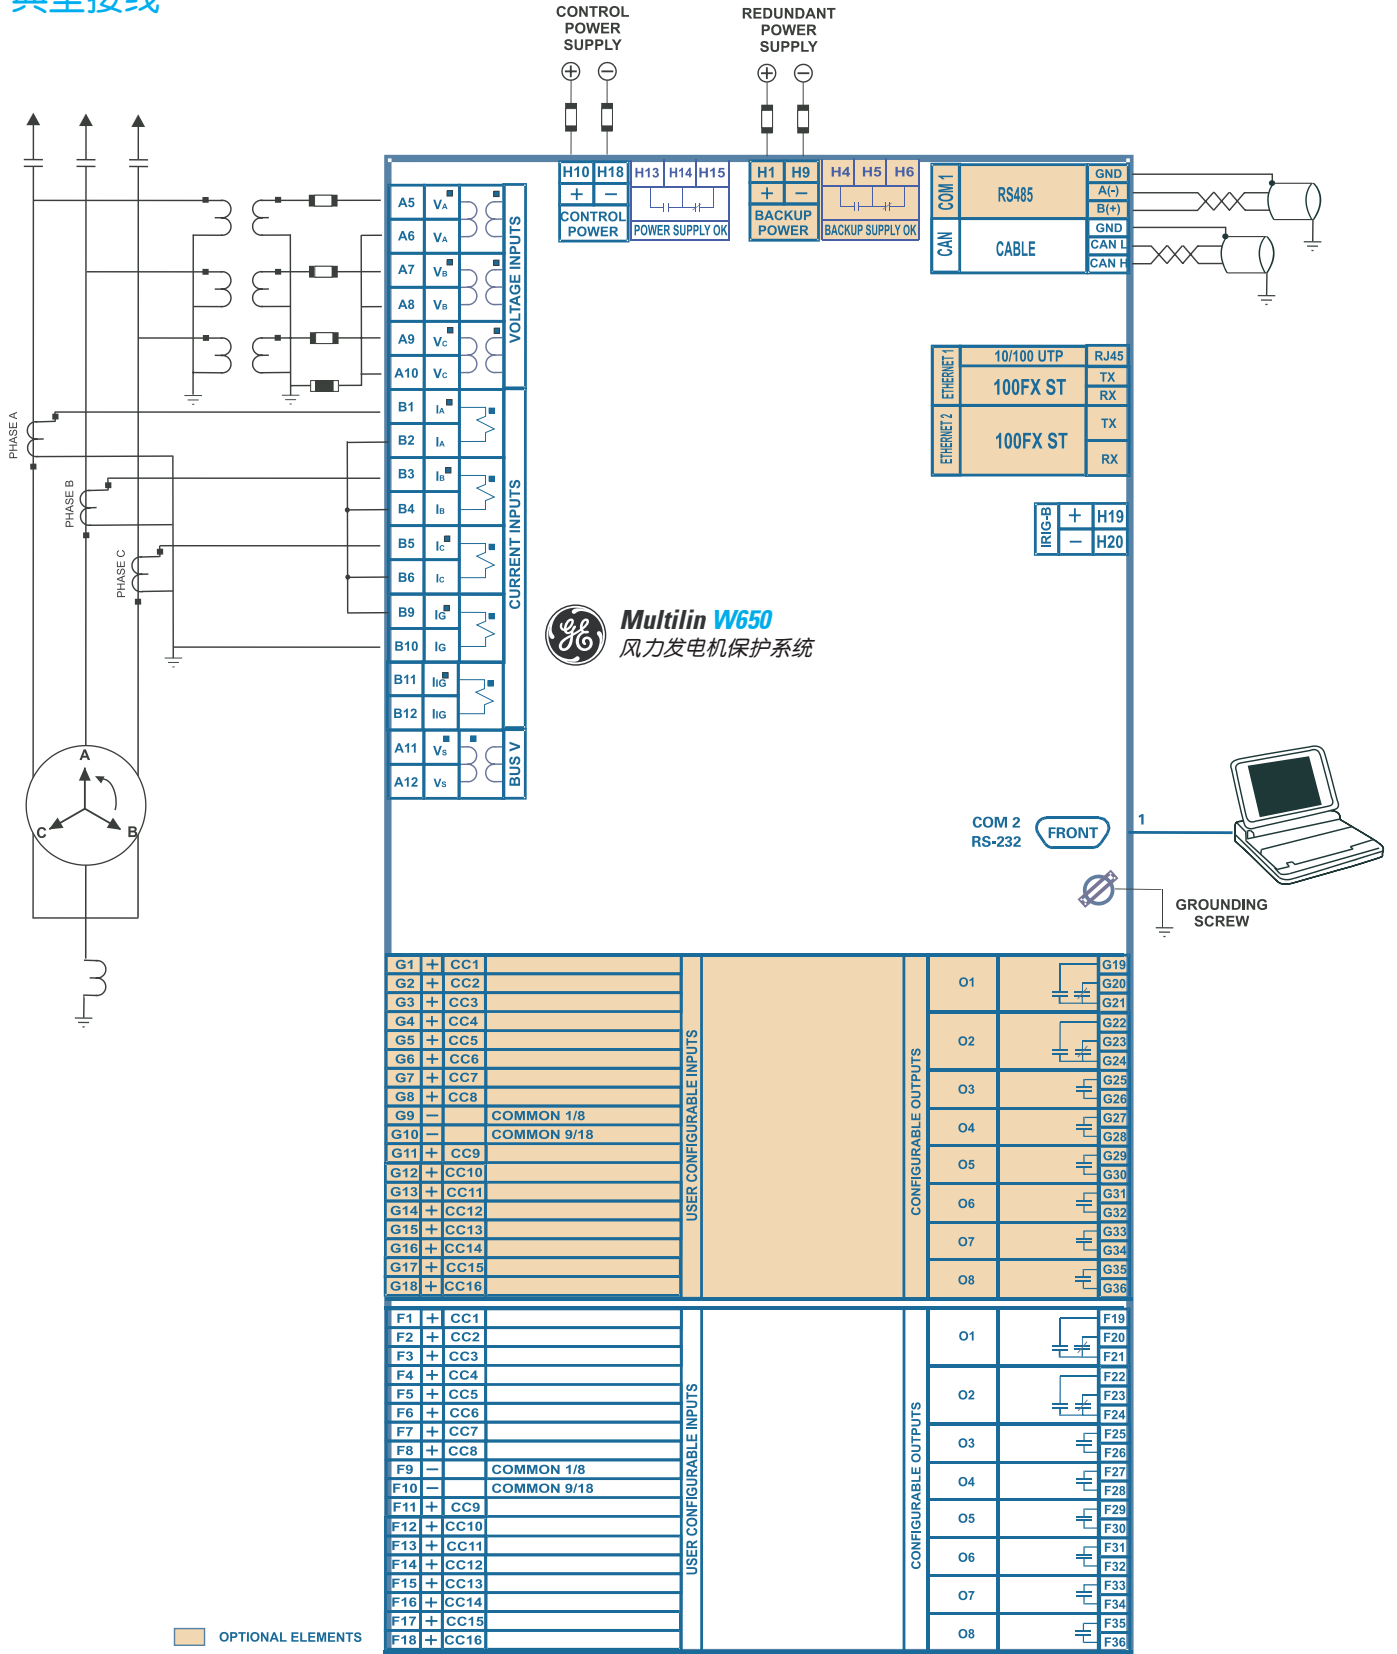 典型接线
CONTROL
POWER
SUPPLY
REDUNDANT
POWER
SUPPLY
H10 H18 H13 H14 H15
+ −
CONTROL
POWER
POWER SUPPLY OK
H1 H9 H4 H5 H6
+ −
BACKUP
POWER
BACKUP SUPPLY OK
COM 1 RS485 GND
A(-)
B(+)
CAN CABLE GND
CAN L
CAN H
A5 VA
A6 VA
A7 VB
A8 VB
A9 VC
A10 VC
VOLTAGE INPUTS
B1 IA
B2 IA
B3 IB
B4 IB
B5 IC
B6 IC
B9 IG
B10 IG
B11 IIG
B12 IIG
CURRENT INPUTS
A11 VS
A12 VS
BUS V
PHASE A
PHASE B
PHASE C
A
C B
ETHERNET 1 10/100 UTP RJ45
100FX ST TX
RX
ETHERNET 2 100FX ST TX
RX
IRIG-B + H19
− H20
GE
Multilin W650
风力发电机保护系统
COM 2
RS-232
FRONT
1
GROUNDING
SCREW
G1 + CC1
G2 + CC2
G3 + CC3
G4 + CC4
G5 + CC5
G6 + CC6
G7 + CC7
G8 + CC8
G9 − COMMON 1/8
G10 − COMMON 9/18
G11 + CC9
G12 + CC10
G13 + CC11
G14 + CC12
G15 + CC13
G16 + CC14
G17 + CC15
G18 + CC16
USER CONFIGURABLE INPUTS
CONFIGURABLE OUTPUTS
O1 G19
G20
G21
O2 G22
G23
G24
O3 G25
G26
O4 G27
G28
O5 G29
G30
O6 G31
G32
O7 G33
G34
O8 G35
G36
F1 + CC1
F2 + CC2
F3 + CC3
F4 + CC4
F5 + CC5
F6 + CC6
F7 + CC7
F8 + CC8
F9 − COMMON 1/8
F10 − COMMON 9/18
F11 + CC9
F12 + CC10
F13 + CC11
F14 + CC12
F15 + CC13
F16 + CC14
F17 + CC15
F18 + CC16
USER CONFIGURABLE INPUTS
CONFIGURABLE OUTPUTS
O1 F19
F20
F21
O2 F22
F23
F24
O3 F25
F26
O4 F27
F28
O5 F29
F30
O6 F31
F32
O7 F33
F34
O8 F35
F36
OPTIONAL ELEMENTS